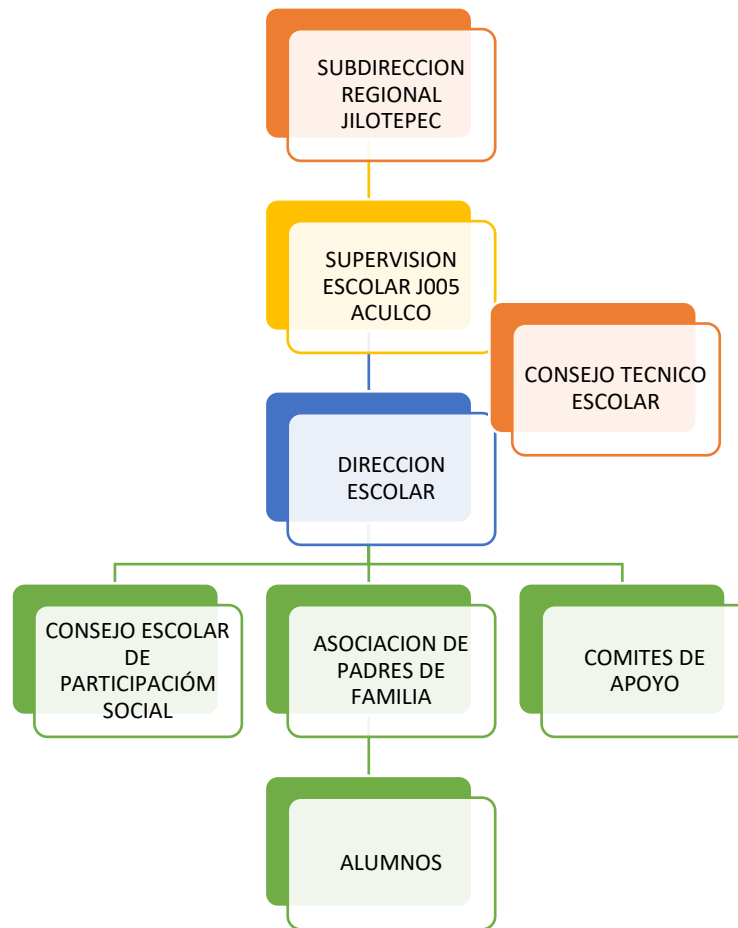 SUBDIRECCION
REGIONAL
JILOTEPEC
SUPERVISION
ESCOLAR J005
ACULCO
CONSEJO TECNICO
ESCOLAR
DIRECCION
ESCOLAR
CONSEJO ESCOLAR
DE
PARTICIPACIÓM
SOCIAL
ASOCIACION DE
PADRES DE
FAMILIA
COMITES DE
APOYO
ALUMNOS